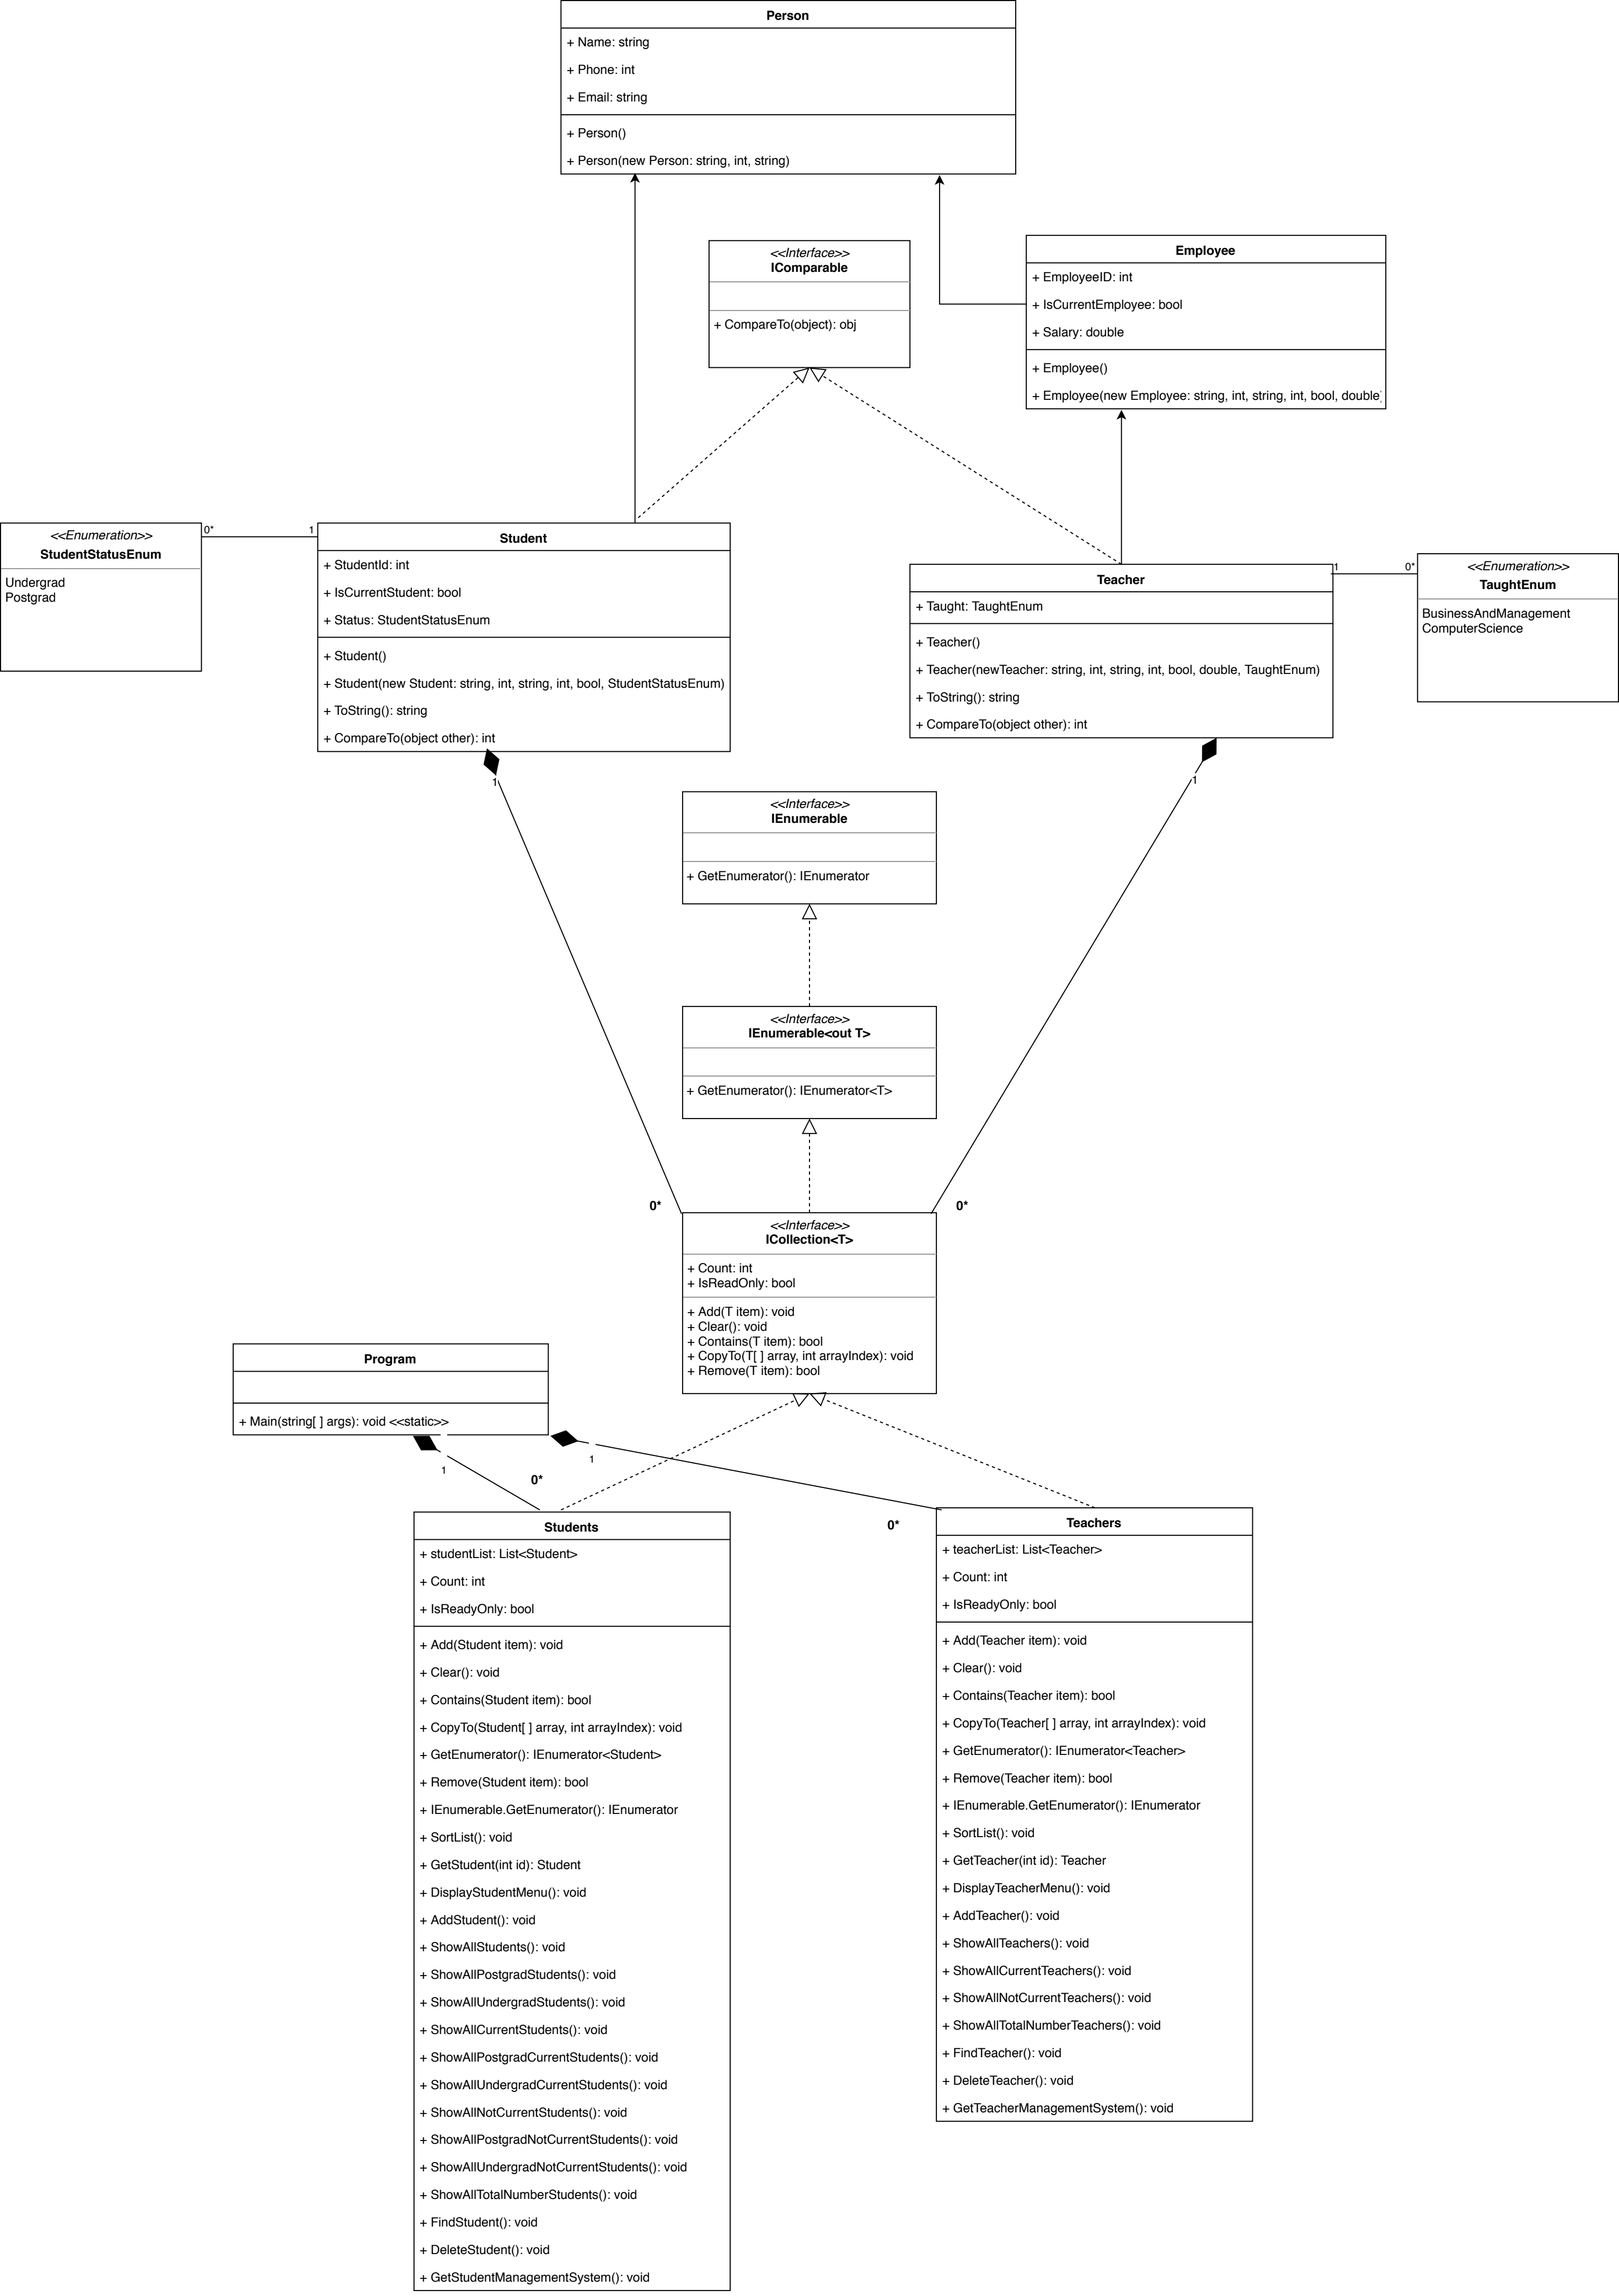 Person
+ Name: string
+ Phone: int
+ Email: string
+ Person()
+ Person(new Person: string, int, string)
<<Interface>>
IComparable
+ CompareTo(object): obj
Employee
+ EmployeeID: int
+ IsCurrentEmployee: bool
+ Salary: double
+ Employee()
+ Employee(new Employee: string, int, string, int, bool, double)
<<Enumeration>>
StudentStatusEnum
Undergrad
Postgrad
0*
1
Student
+ StudentId: int
+ IsCurrentStudent: bool
+ Status: StudentStatusEnum
+ Student()
+ Student(new Student: string, int, string, int, bool, StudentStatusEnum)
+ ToString(): string
+ CompareTo(object other): int
1
Teacher
+ Taught: TaughtEnum
+ Teacher()
+ Teacher(newTeacher: string, int, string, int, bool, double, TaughtEnum)
+ ToString(): string
+ CompareTo(object other): int
1
1
0*
<<Enumeration>>
TaughtEnum
BusinessAndManagement
ComputerScience
<<Interface>>
IEnumerable
+ GetEnumerator(): IEnumerator
<<Interface>>
IEnumerable<out T>
+ GetEnumerator(): IEnumerator<T>
0*
0*
<<Interface>>
ICollection<T>
+ Count: int
+ IsReadOnly: bool
+ Add(T item): void
+ Clear(): void
+ Contains(T item): bool
+ CopyTo(T[ ] array, int arrayIndex): void
+ Remove(T item): bool
Program
+ Main(string[ ] args): void <<static>>
1
0*
1
0*
Students
+ studentList: List<Student>
+ Count: int
+ IsReadyOnly: bool
+ Add(Student item): void
+ Clear(): void
+ Contains(Student item): bool
+ CopyTo(Student[ ] array, int arrayIndex): void
+ GetEnumerator(): IEnumerator<Student>
+ Remove(Student item): bool
+ IEnumerable.GetEnumerator(): IEnumerator
+ SortList(): void
+ GetStudent(int id): Student
+ DisplayStudentMenu(): void
+ AddStudent(): void
+ ShowAllStudents(): void
+ ShowAllPostgradStudents(): void
+ ShowAllUndergradStudents(): void
+ ShowAllCurrentStudents(): void
+ ShowAllPostgradCurrentStudents(): void
+ ShowAllUndergradCurrentStudents(): void
+ ShowAllNotCurrentStudents(): void
+ ShowAllPostgradNotCurrentStudents(): void
+ ShowAllUndergradNotCurrentStudents(): void
+ ShowAllTotalNumberStudents(): void
+ FindStudent(): void
+ DeleteStudent(): void
+ GetStudentManagementSystem(): void
Teachers
+ teacherList: List<Teacher>
+ Count: int
+ IsReadyOnly: bool
+ Add(Teacher item): void
+ Clear(): void
+ Contains(Teacher item): bool
+ CopyTo(Teacher[ ] array, int arrayIndex): void
+ GetEnumerator(): IEnumerator<Teacher>
+ Remove(Teacher item): bool
+ IEnumerable.GetEnumerator(): IEnumerator
+ SortList(): void
+ GetTeacher(int id): Teacher
+ DisplayTeacherMenu(): void
+ AddTeacher(): void
+ ShowAllTeachers(): void
+ ShowAllCurrentTeachers(): void
+ ShowAllNotCurrentTeachers(): void
+ ShowAllTotalNumberTeachers(): void
+ FindTeacher(): void
+ DeleteTeacher(): void
+ GetTeacherManagementSystem(): void